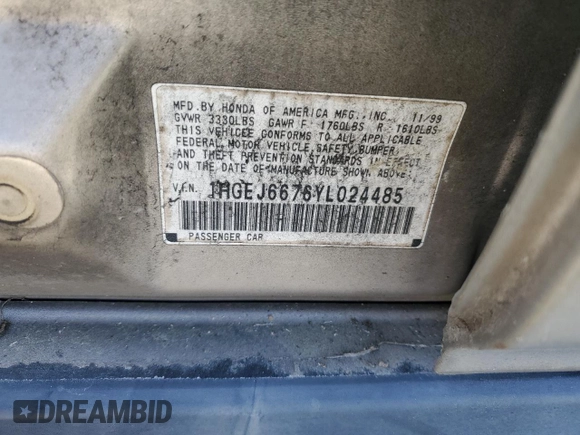 MFD. BY HONDA OF AMERICA MFG., INC. 11/99
GVWR 3330LBS GAWR F 1760LBS R 1610LBS
THIS VEHICLE CONFORMS TO ALL APPLICABLE
FEDERAL MOTOR VEHICLE SAFETY, BUMPER,
AND THEFT PREVENTION STANDARDS IN EFFECT
ON THE DATE OF MANUFACTURE SHOWN ABOVE.
V.I.N. 1HGEJ6676YL024485
PASSENGER CAR
DREAMBID